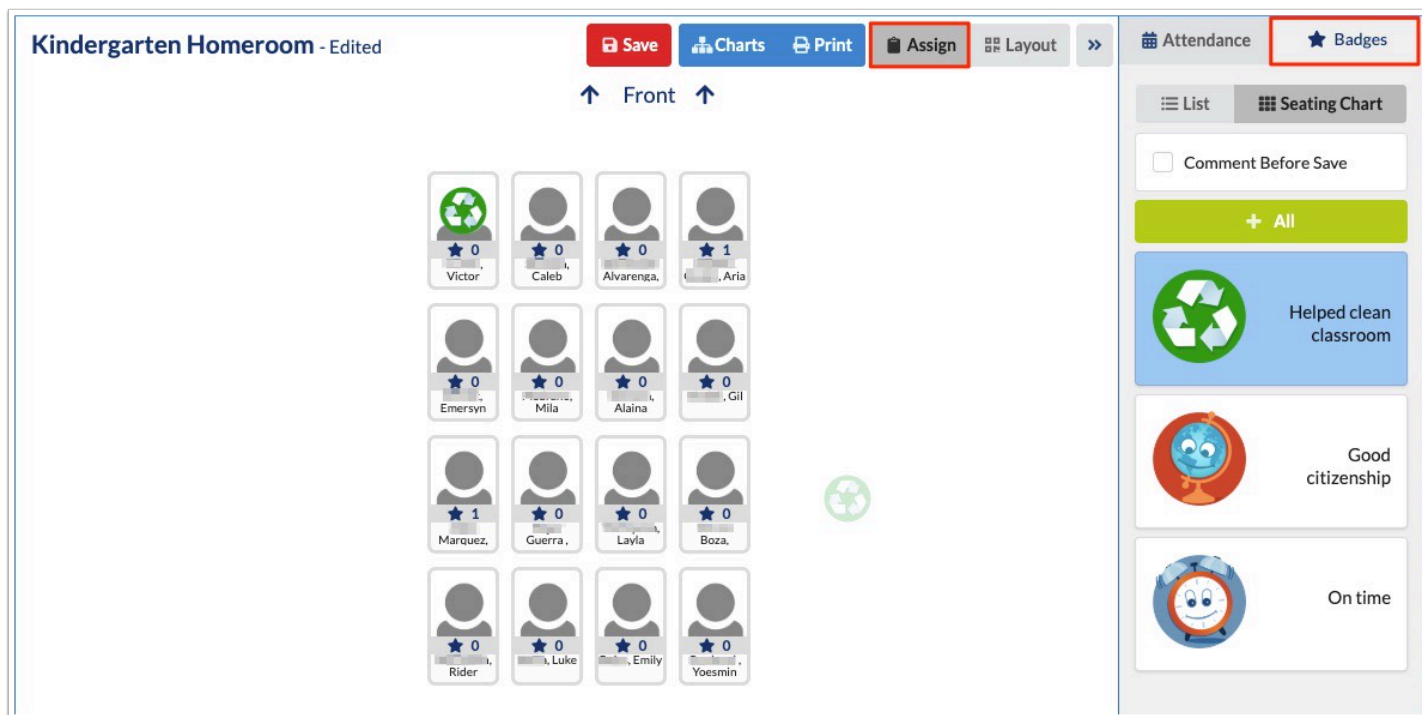 Kindergarten Homeroom - Edited
Save
Charts
Print
Assign
Layout
»
Attendance
Badges
Front
List
Seating Chart
Comment Before Save
+ All
0
0
0
1
Victor
Caleb
Alvarenga,
, Aria
Helped clean
classroom
0
0
0
0
Emersyn
Mila
Alaina
, Gil
Good
citizenship
1
0
0
0
Marquez,
Guerra ,
Layla
Boza,
On time
0
0
0
0
Rider
, Luke
, Emily
Yoesmin